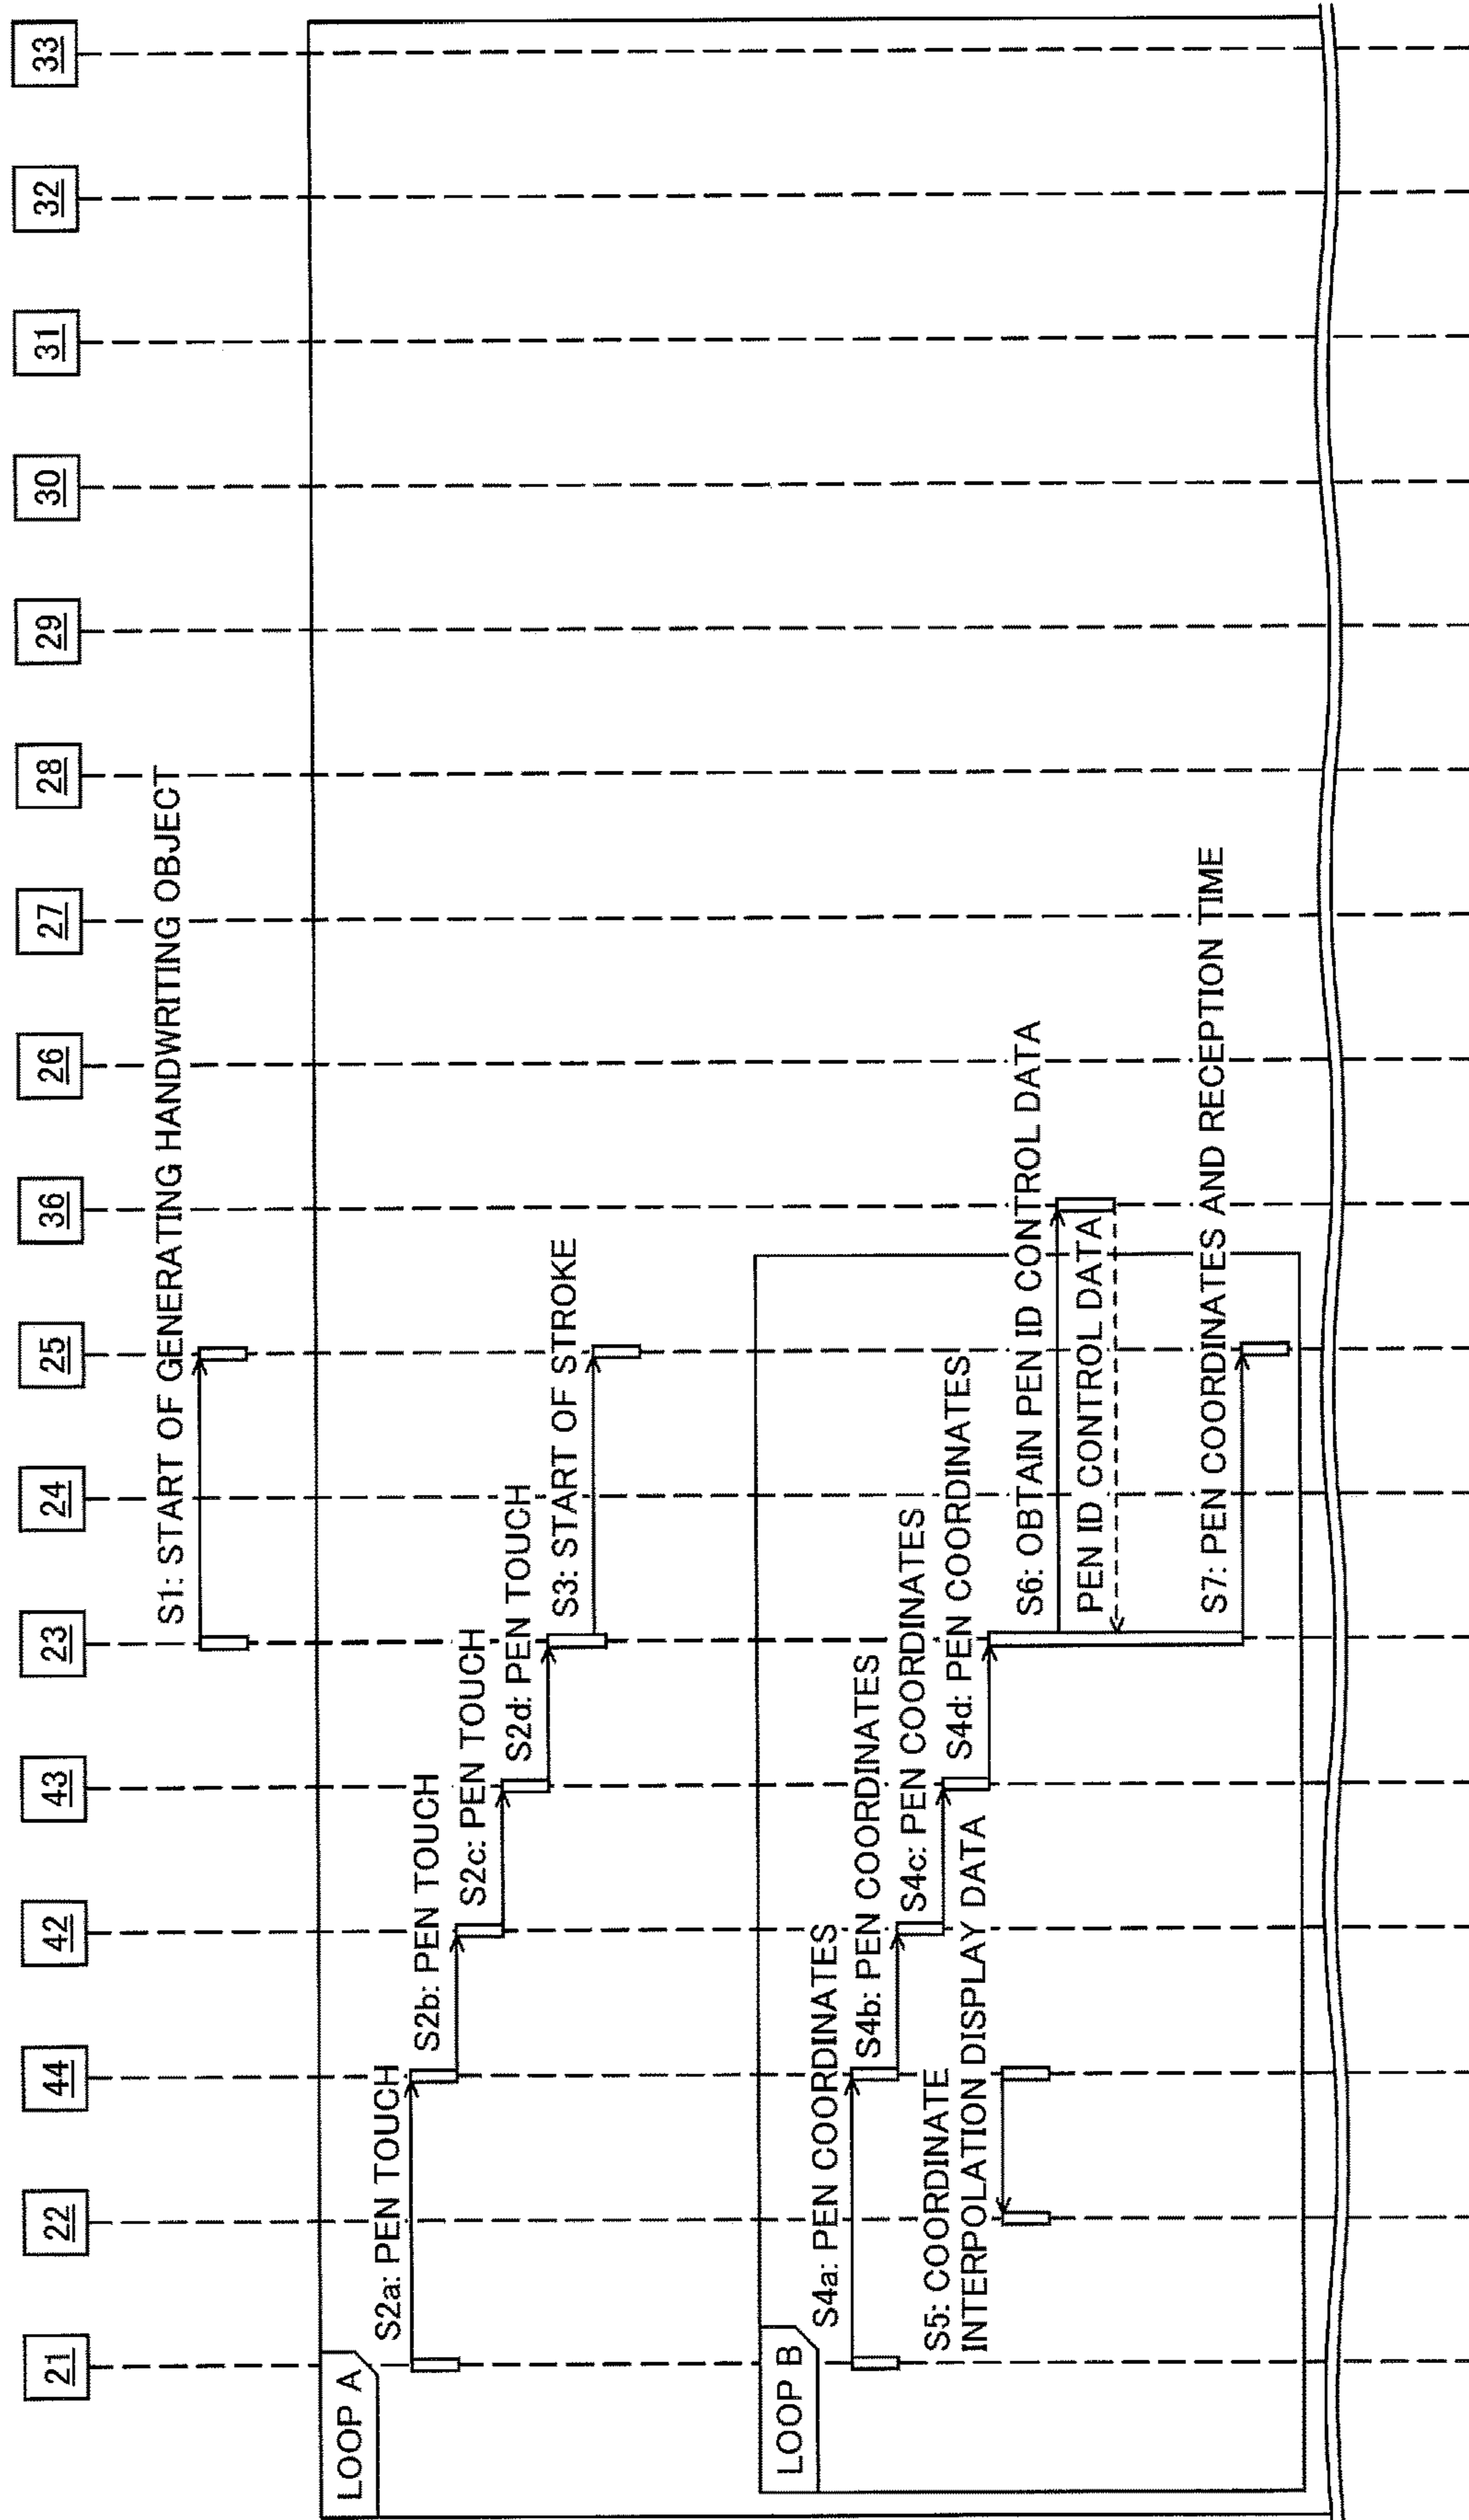 21
22
44
42
43
23
24
25
36
26
27
28
29
30
31
32
33
S1: START OF GENERATING HANDWRITING OBJECT
LOOP A
S2a: PEN TOUCH
S2b: PEN TOUCH
S2c: PEN TOUCH
S2d: PEN TOUCH
S3: START OF STROKE
LOOP B
S4a: PEN COORDINATES
S4b: PEN COORDINATES
S4c: PEN COORDINATES
S4d: PEN COORDINATES
S5: COORDINATE
INTERPOLATION DISPLAY DATA
S6: OBTAIN PEN ID CONTROL DATA
PEN ID CONTROL DATA
S7: PEN COORDINATES AND RECEPTION TIME